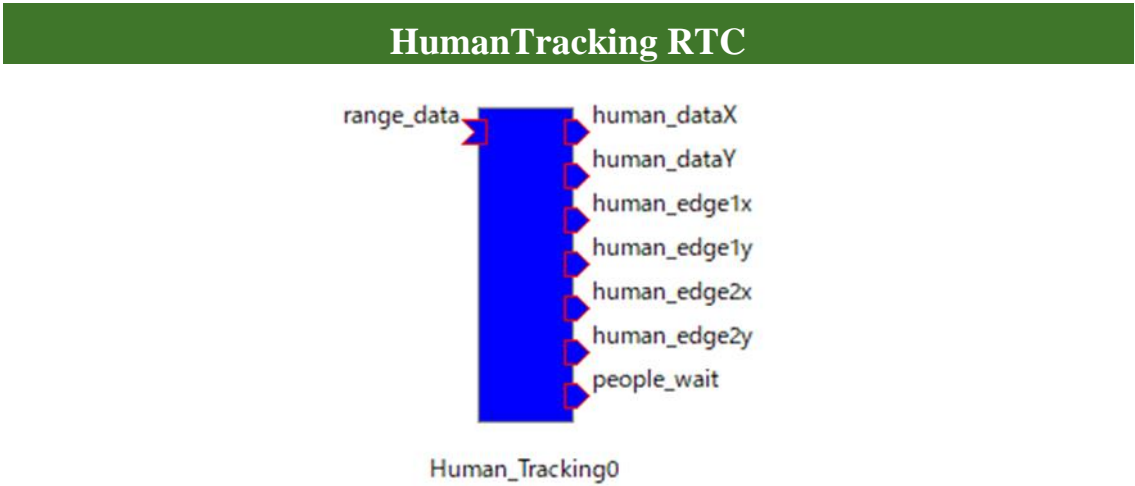 HumanTracking RTC
range_data
human_dataX
human_dataY
human_edge1x
human_edge1y
human_edge2x
human_edge2y
people_wait
Human_Tracking0